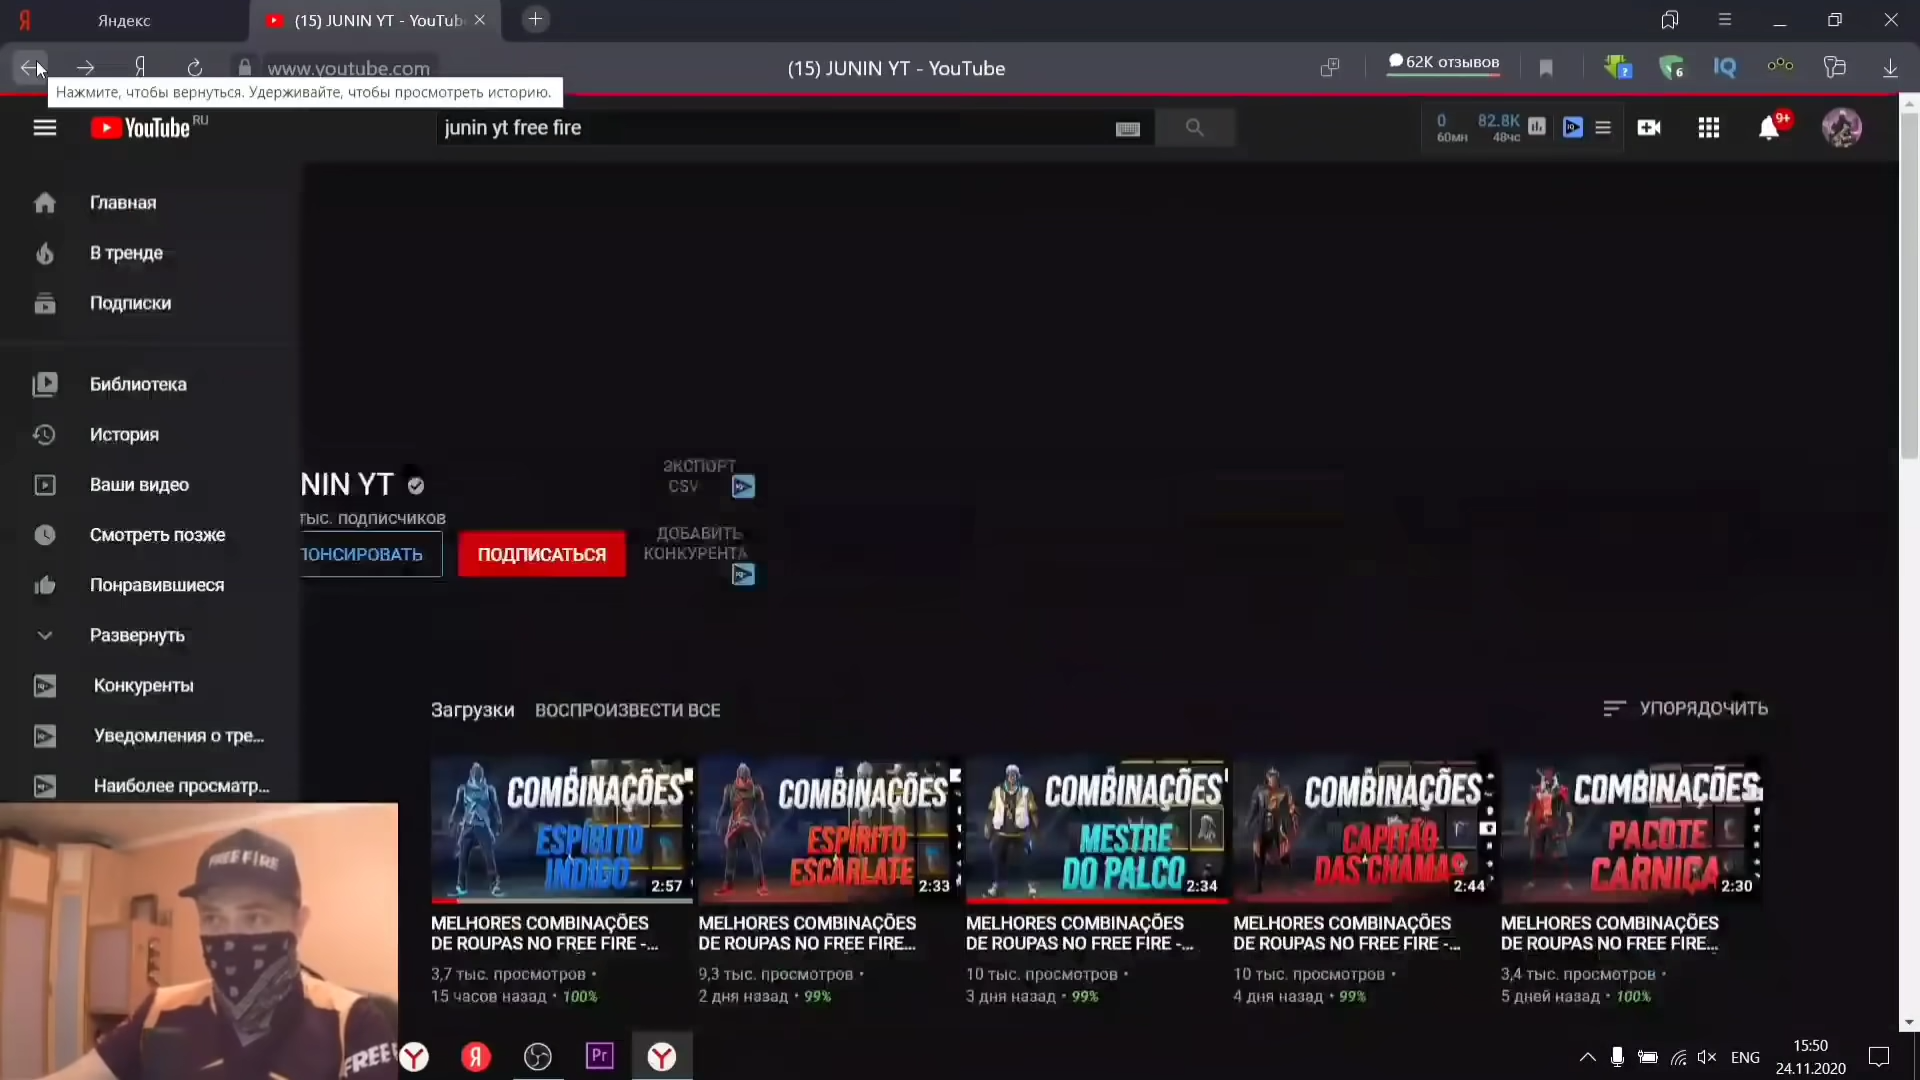 Яндекс
(15) JUNIN YT - YouTub
www.youtube.com
(15) JUNIN YT - YouTube
62K отзывов
Нажмите, чтобы вернуться. Удерживайте, чтобы просмотреть историю.
YouTube RU
junin yt free fire
0
60мн
82.8K
48чс
9+
Главная
В тренде
Подписки
Библиотека
История
Ваши видео
Смотреть позже
Понравившиеся
Развернуть
Конкуренты
Уведомления о тре...
Наиболее просматр...
NIN YT
тыс. подписчиков
ОНСИРОВАТЬ
ПОДПИСАТЬСЯ
ЭКСПОРТ
CSV
ДОБАВИТЬ
КОНКУРЕНТА
Загрузки ВОСПРОИЗВЕСТИ ВСЕ
УПОРЯДОЧИТЬ
COMBINAÇÕES
ESPÍRITO
INDIGO
2:57
MELHORES COMBINAÇÕES
DE ROUPAS NO FREE FIRE -...
3,7 тыс. просмотров •
15 часов назад • 100%
COMBINAÇÕES
ESPÍRITO
ESCARLATE
2:33
MELHORES COMBINAÇÕES
DE ROUPAS NO FREE FIRE...
9,3 тыс. просмотров •
2 дня назад • 99%
COMBINAÇÕES
MESTRE
DO PALCO
2:34
MELHORES COMBINAÇÕES
DE ROUPAS NO FREE FIRE -...
10 тыс. просмотров •
3 дня назад • 99%
COMBINAÇÕES
CAPITÃO
DAS CHAMAS
2:44
MELHORES COMBINAÇÕES
DE ROUPAS NO FREE FIRE -...
10 тыс. просмотров •
4 дня назад • 99%
COMBINAÇÕES
PACOTE
CARNIÇA
2:30
MELHORES COMBINAÇÕES
DE ROUPAS NO FREE FIRE...
3,4 тыс. просмотров •
5 дней назад • 100%
FREE FIRE
FREE
Pr
ENG
15:50
24.11.2020